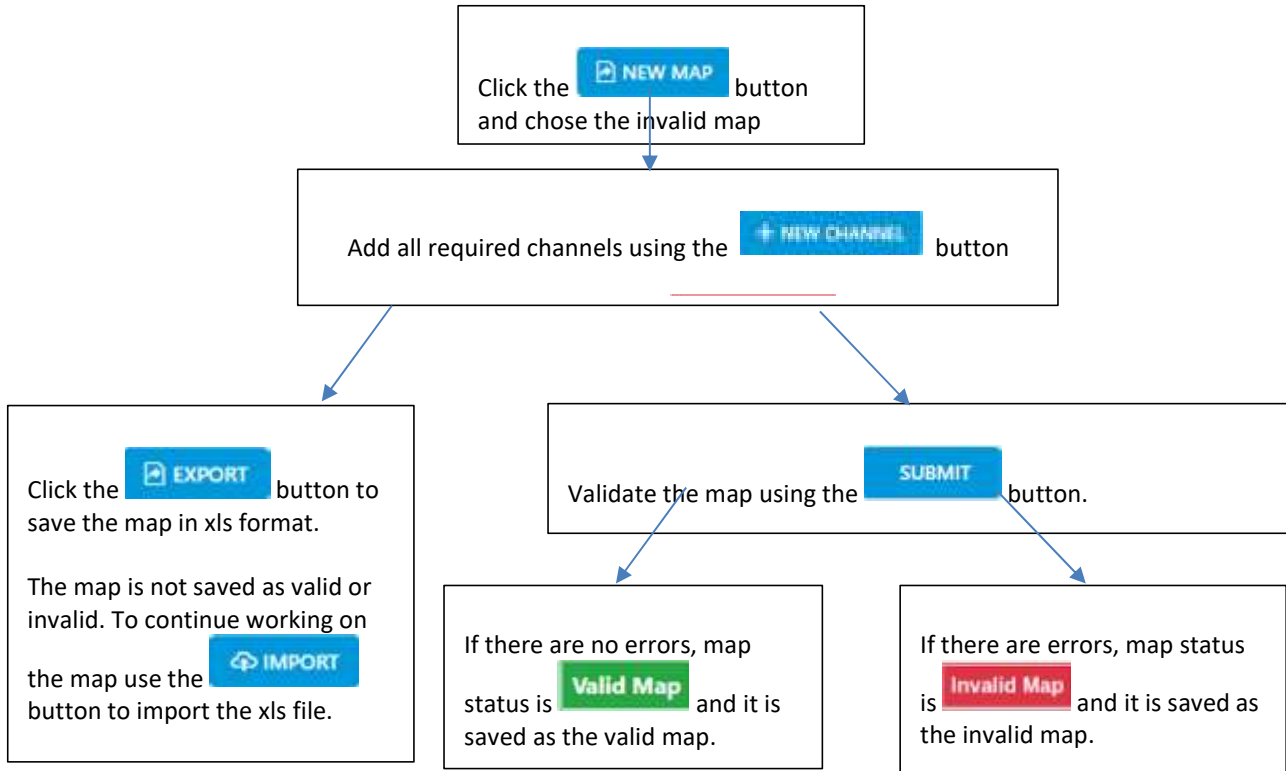 Click the NEW MAP button
and chose the invalid map
Add all required channels using the + NEW CHANNEL button
Click the EXPORT button to
save the map in xls format.
The map is not saved as valid or
invalid. To continue working on
the map use the IMPORT
button to import the xls file.
Validate the map using the SUBMIT button.
If there are no errors, map
status is Valid Map and it is
saved as the valid map.
If there are errors, map status
is Invalid Map and it is saved as
the invalid map.